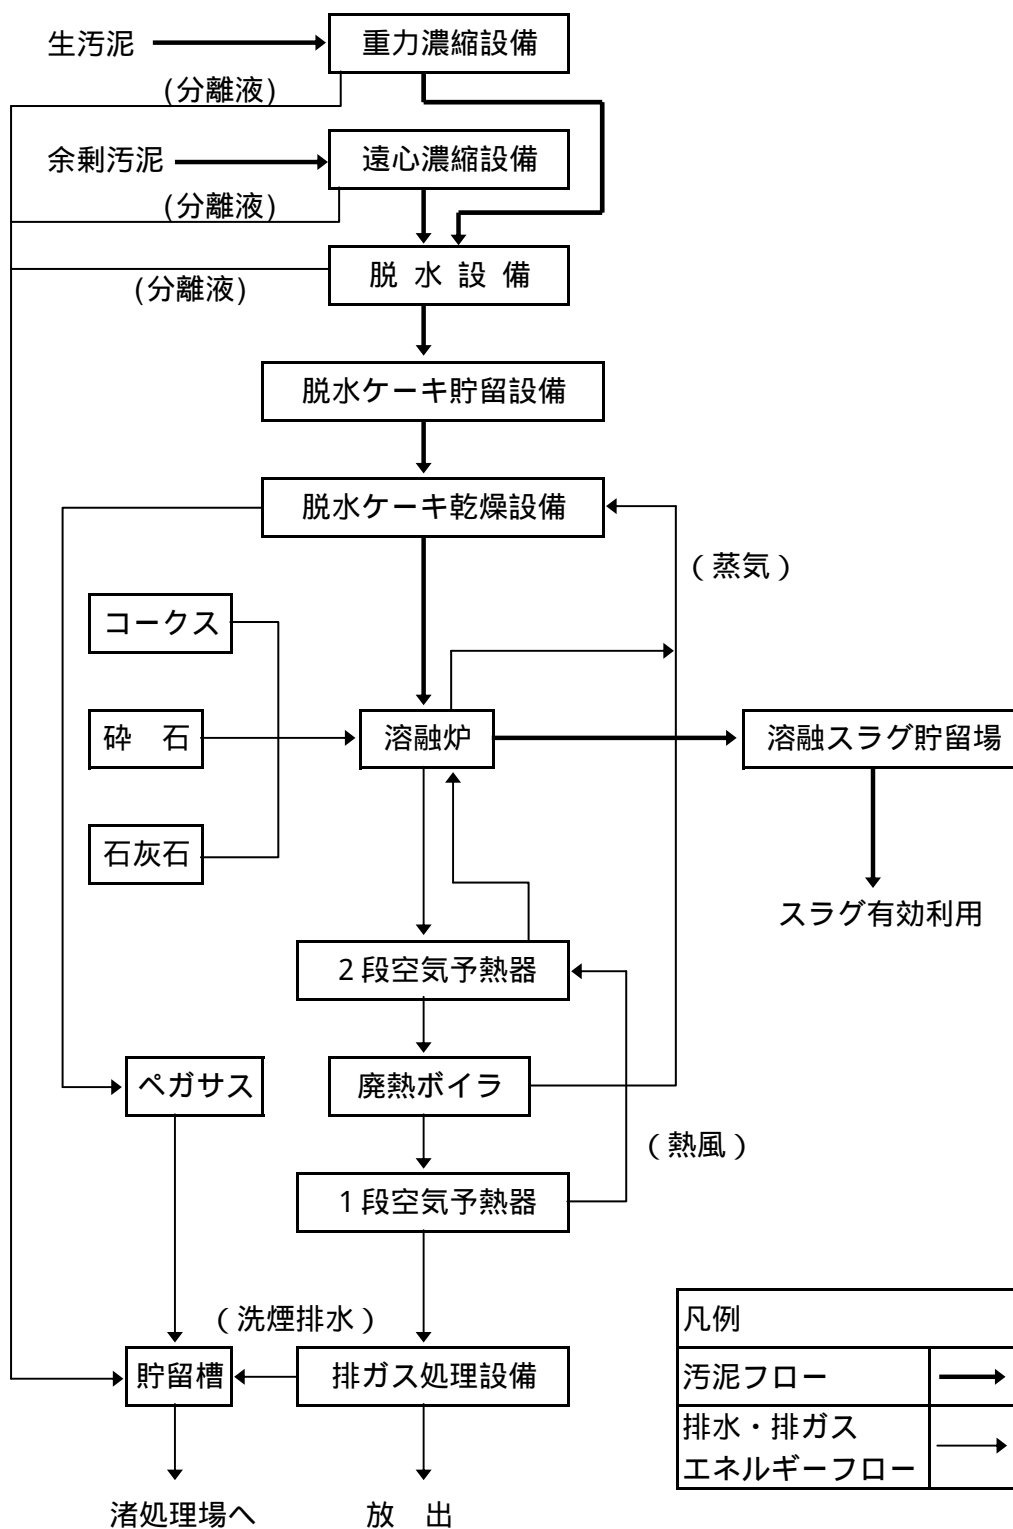 生汚泥
重力濃縮設備
(分離液)
余剰汚泥
遠心濃縮設備
(分離液)
脱 水 設 備
(分離液)
脱水ケーキ貯留設備
脱水ケーキ乾燥設備
(蒸気)
コークス
砕 石
溶融炉
溶融スラグ貯留場
石灰石
スラグ有効利用
2段空気予熱器
ペガサス
廃熱ボイラ
(熱風)
1段空気予熱器
(洗煙排水)
凡例
貯留槽
排ガス処理設備
汚泥フロー
排水・排ガス
エネルギーフロー
渚処理場へ
放 出